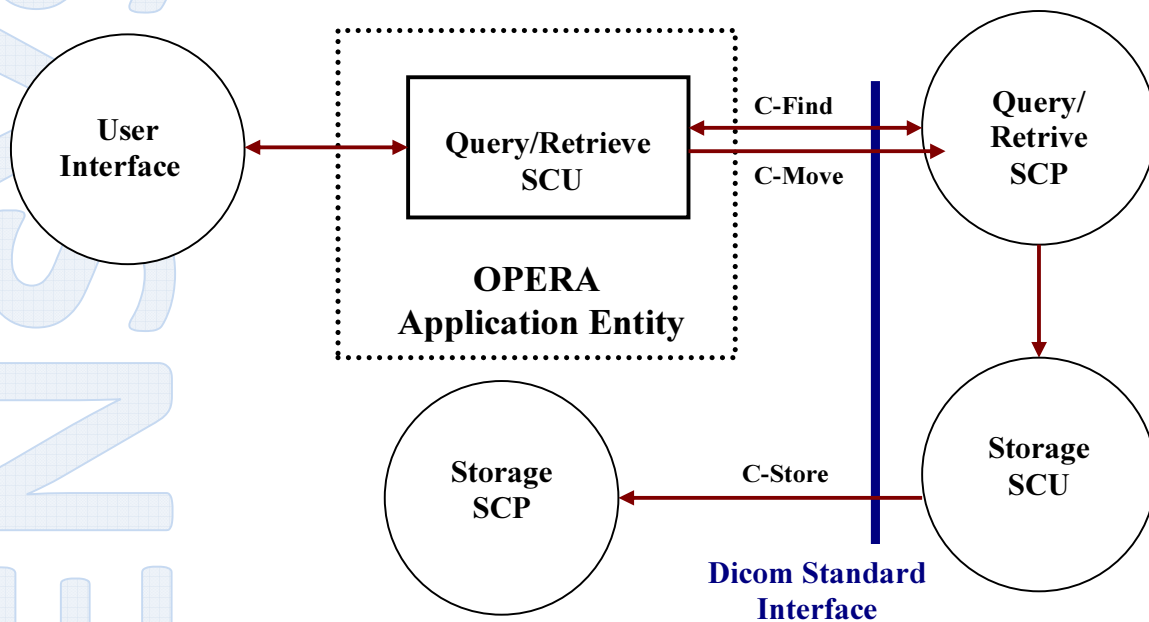 User
Interface
Query/Retrieve
SCU
C-Find
C-Move
Query/
Retrive
SCP
OPERA
Application Entity
Storage
SCP
C-Store
Storage
SCU
Dicom Standard
Interface